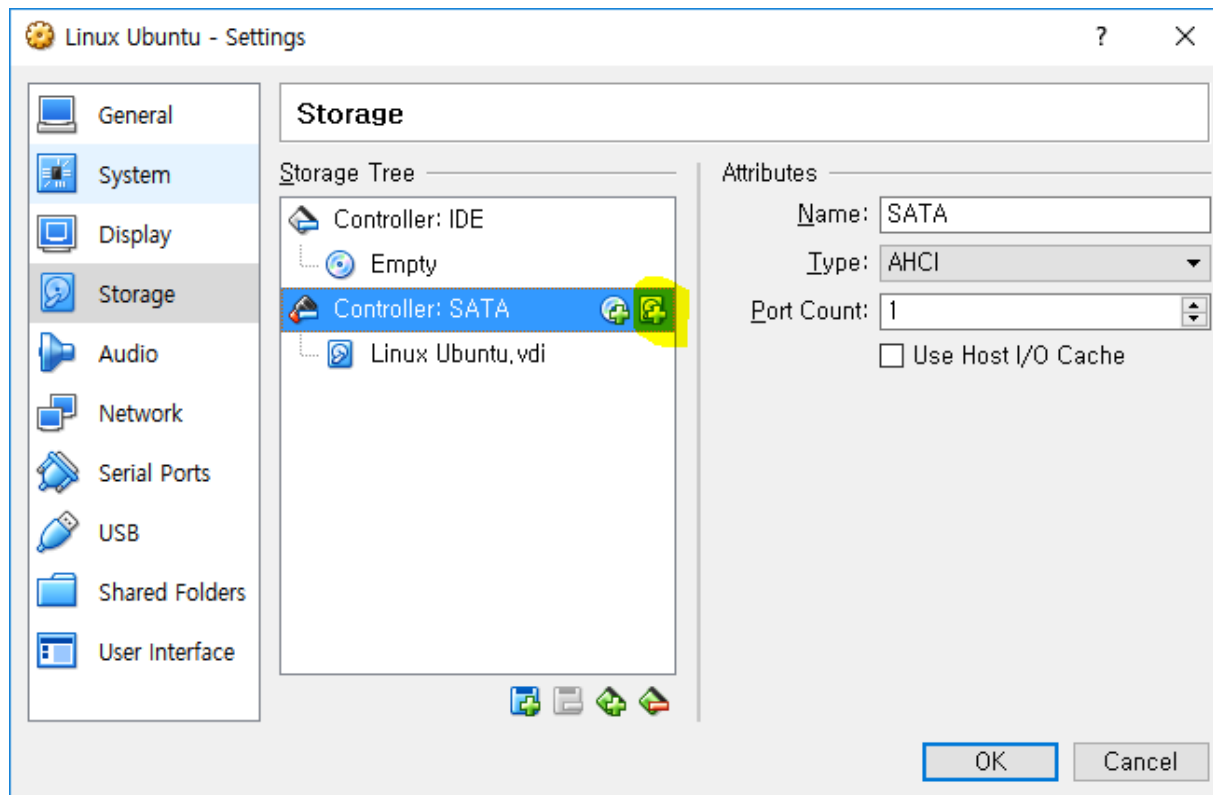 Linux Ubuntu - Settings
?
General
System
Display
Storage
Audio
Network
Serial Ports
USB
Shared Folders
User Interface
Storage
Storage Tree
Controller: IDE
Empty
Controller: SATA
Linux Ubuntu.vdi
Attributes
Name: SATA
Type: AHCI
Port Count: 1
Use Host I/O Cache
OK
Cancel